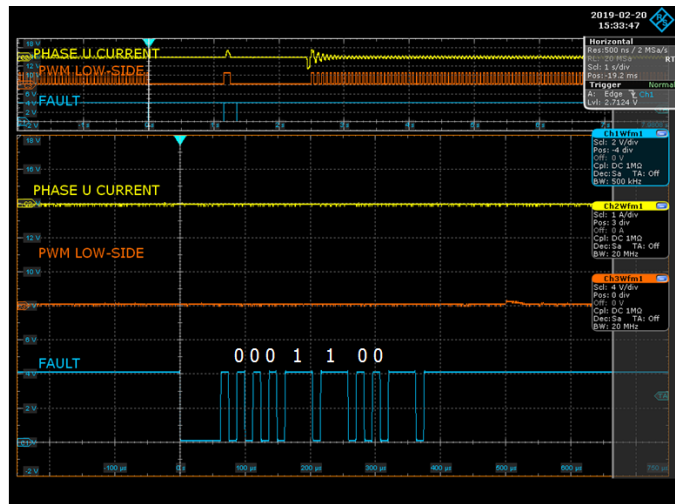 2019-02-20
15:33:47
Horizontal
Res:500 ns / 2 MSa/s
RL: 20 MSa RT
Scl: 1 s/div
Pos:-19.2 ms
Trigger Normal
A: Edge Ch1
Lvl: 2.7124 V
PHASE U CURRENT
PWM LOW-SIDE
FAULT
Ch1Wfm1
Scl: 2 V/div
Pos: -4 div
Off: 0 V
Cpl: DC 1MΩ
Dec:Sa TA: Off
BW: 500 kHz
Ch2Wfm1
Scl: 1 A/div
Pos: 3 div
Off: 0 A
Cpl: DC 1MΩ
Dec:Sa TA: Off
BW: 20 MHz
Ch3Wfm1
Scl: 4 V/div
Pos: 0 div
Off: 0 V
Cpl: DC 1MΩ
Dec:Sa TA: Off
BW: 20 MHz
18 V
16 V
PHASE U CURRENT
12 V
PWM LOW-SIDE
10 V
6 V
0 0 0 1 1 0 0
FAULT
2 V
TA
-2 V
-100 µs 0 s 100 µs 200 µs 300 µs 400 µs 500 µs 600 µs